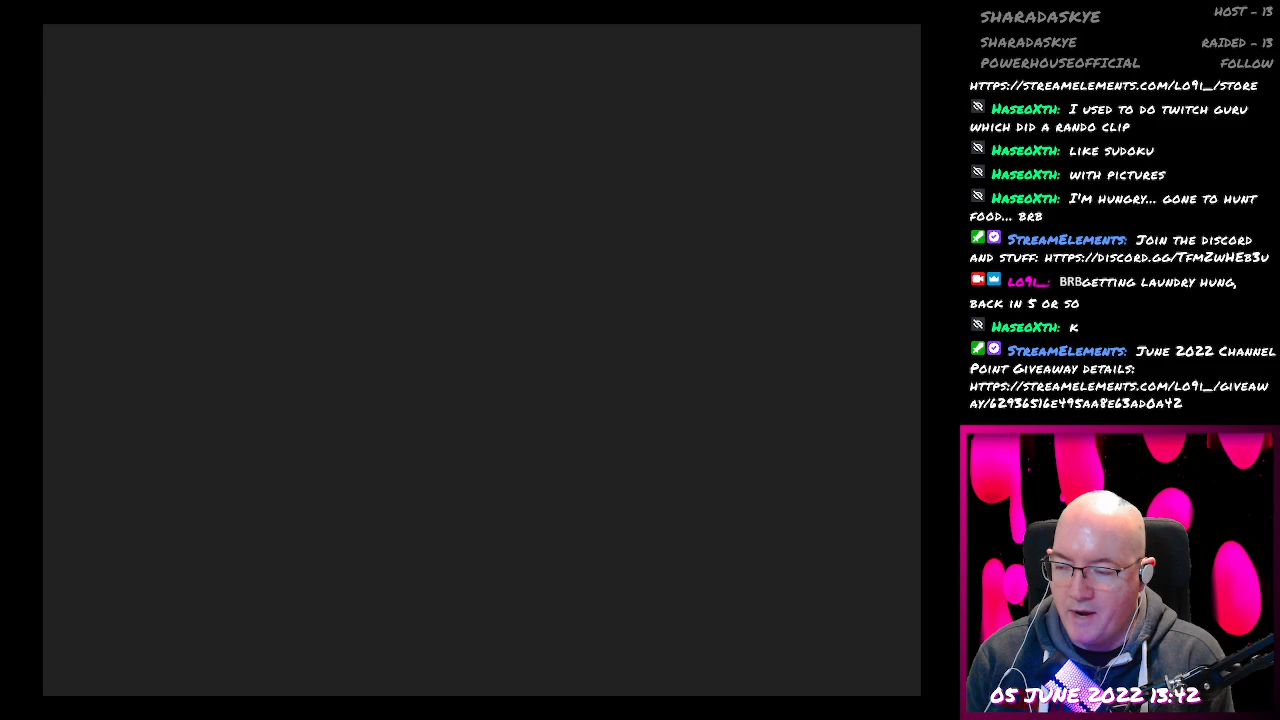 SHARADASKYE HOST - 13
SHARADASKYE RAIDED - 13
POWERHOUSEOFFICIAL FOLLOW
HTTPS://STREAMELEMENTS.COM/LO9I_/STORE
HASEOXTH: I USED TO DO TWITCH GURU
WHICH DID A RANDO CLIP
HASEOXTH: LIKE SUDOKU
HASEOXTH: WITH PICTURES
HASEOXTH: I'M HUNGRY... GONE TO HUNT
FOOD... BRB
STREAMELEMENTS: JOIN THE DISCORD
AND STUFF: HTTPS://DISCORD.GG/TFMZWHE83U
LO9I_: BRBGETTING LAUNDRY HUNG,
BACK IN 5 OR SO
HASEOXTH: K
STREAMELEMENTS: JUNE 2022 CHANNEL
POINT GIVEAWAY DETAILS:
HTTPS://STREAMELEMENTS.COM/LO9I_/GIVEAW
AY/62936516E495AA8E63AD0A42
05 JUNE 2022 13:42